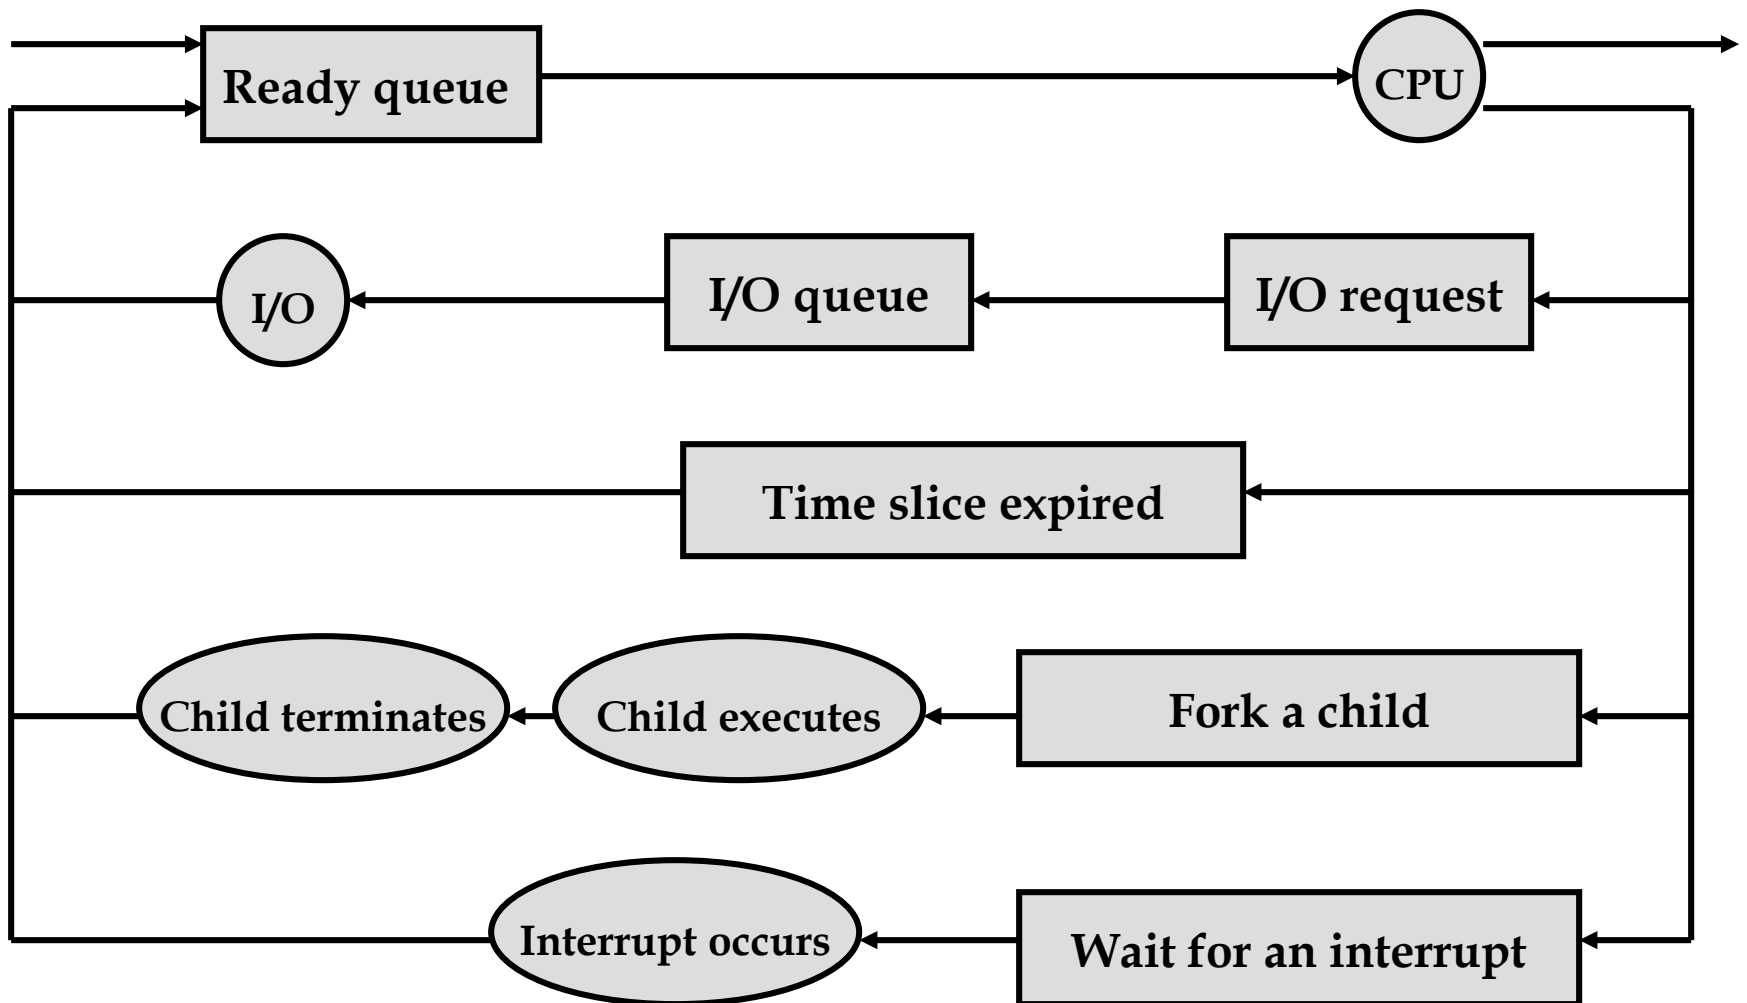 Ready queue
CPU
I/O
I/O queue
I/O request
Time slice expired
Child terminates
Child executes
Fork a child
Interrupt occurs
Wait for an interrupt